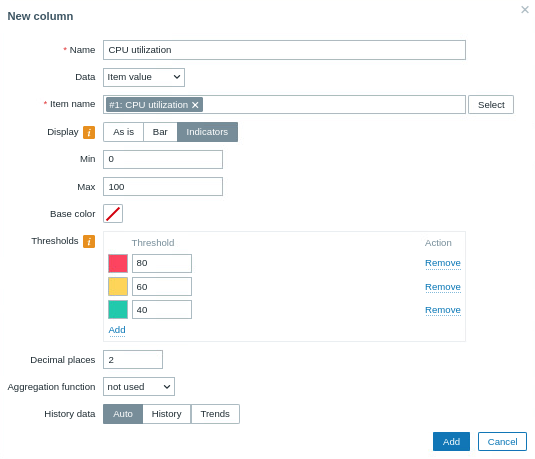 New column
* Name CPU utilization
Data Item value
* Item name #1: CPU utilization Select
Display i As is Bar Indicators
Min 0
Max 100
Base color
Thresholds i Threshold Action
80 Remove
60 Remove
40 Remove
Add
Decimal places 2
Aggregation function not used
History data Auto History Trends
Add Cancel